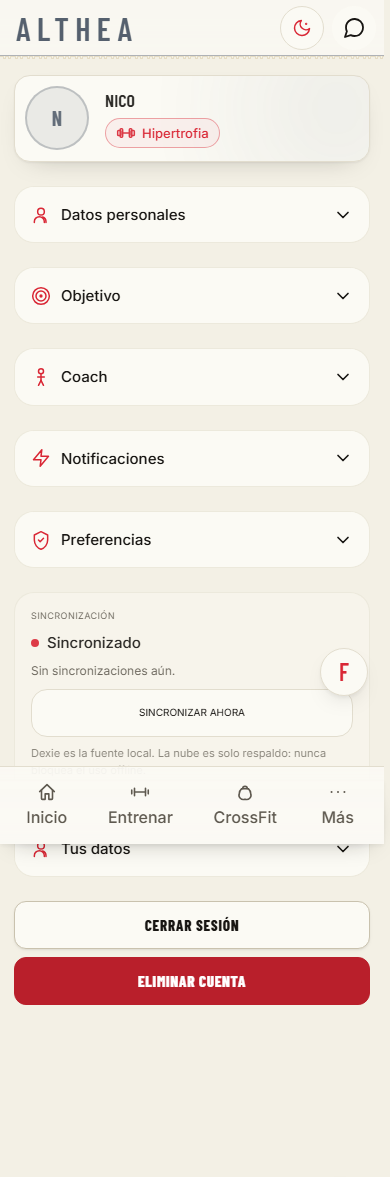 ALTHEA
N
NICO
Hipertrofia
Datos personales
Objetivo
Coach
Notificaciones
Preferencias
SINCRONIZACIÓN
Sincronizado
Sin sincronizaciones aún.
F
SINCRONIZAR AHORA
Dexie es la fuente local. La nube es solo respaldo: nunca
Inicio
Entrenar
CrossFit
Más
Tus datos
CERRAR SESIÓN
ELIMINAR CUENTA